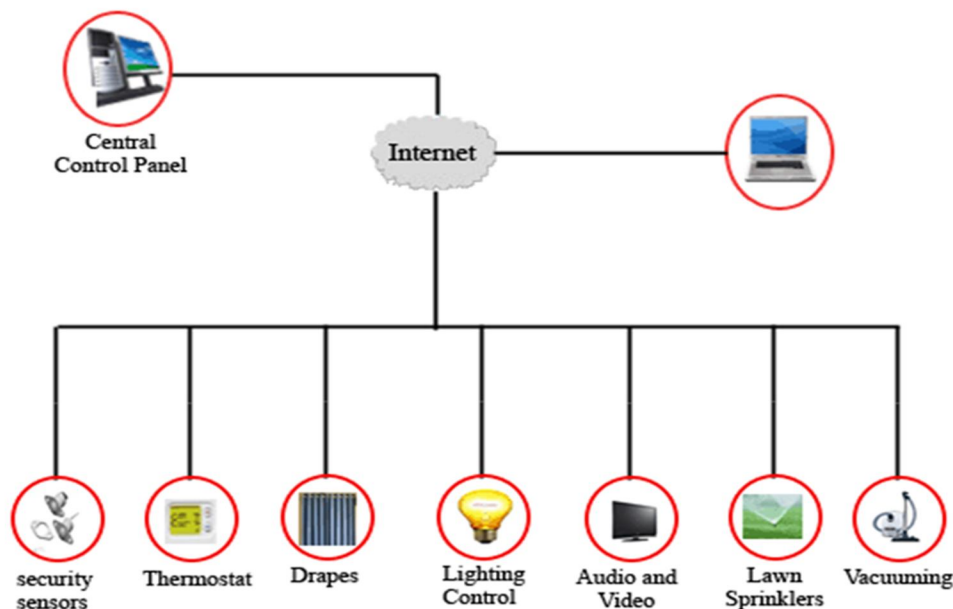 Central
Control Panel
Internet
security
sensors
Thermostat
Drapes
Lighting
Control
Audio and
Video
Lawn
Sprinklers
Vacuuming